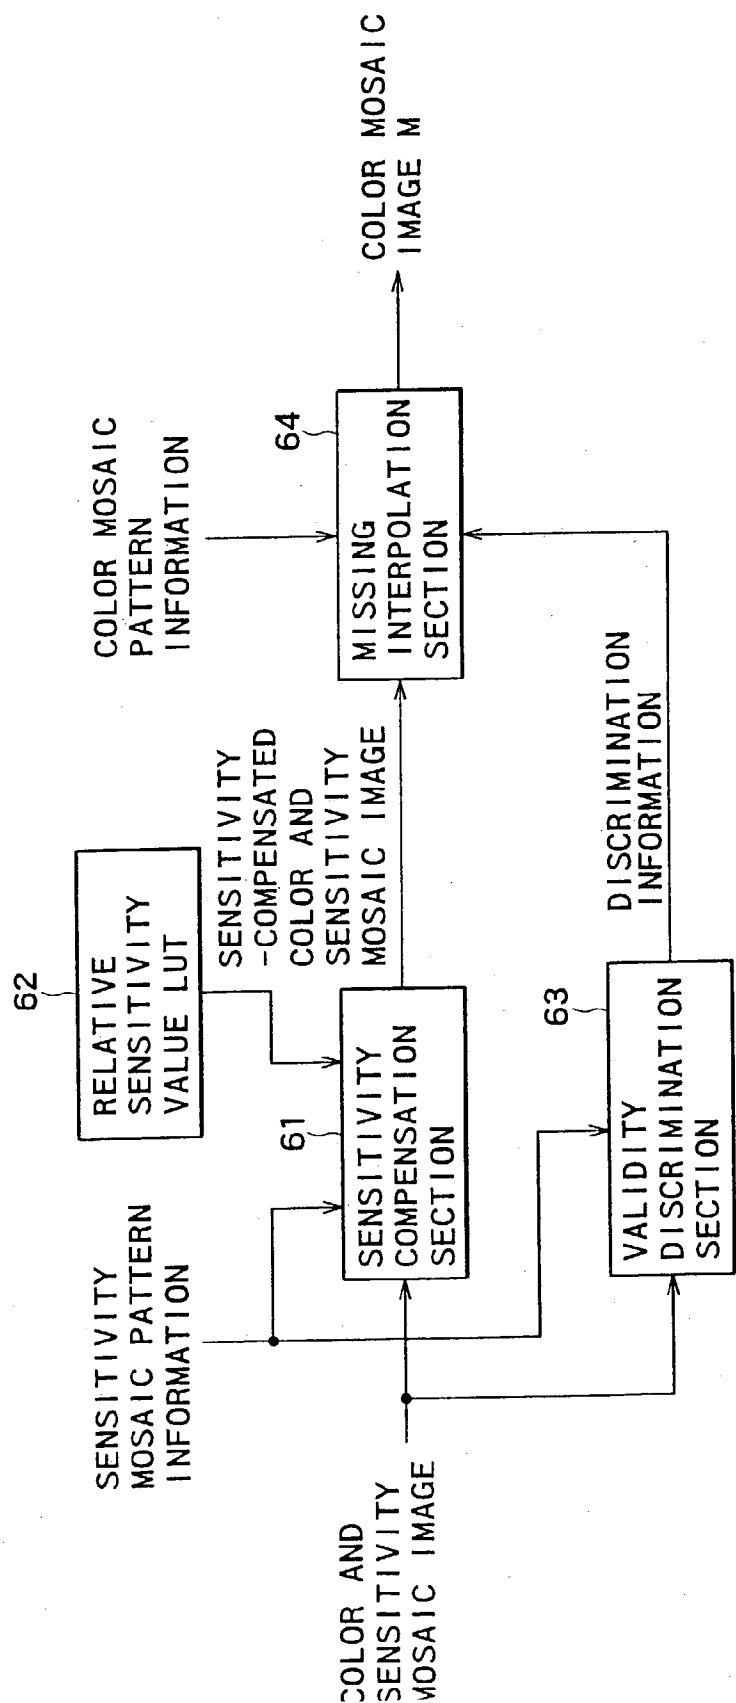 COLOR AND
SENSITIVITY
MOSAIC IMAGE
SENSITIVITY
MOSAIC PATTERN
INFORMATION
62
RELATIVE
SENSITIVITY
VALUE LUT
61
SENSITIVITY
COMPENSATION
SECTION
63
VALIDITY
DISCRIMINATION
SECTION
SENSITIVITY
-COMPENSATED
COLOR AND
SENSITIVITY
MOSAIC IMAGE
DISCRIMINATION
INFORMATION
COLOR MOSAIC
PATTERN
INFORMATION
64
MISSING
INTERPOLATION
SECTION
COLOR MOSAIC
IMAGE M